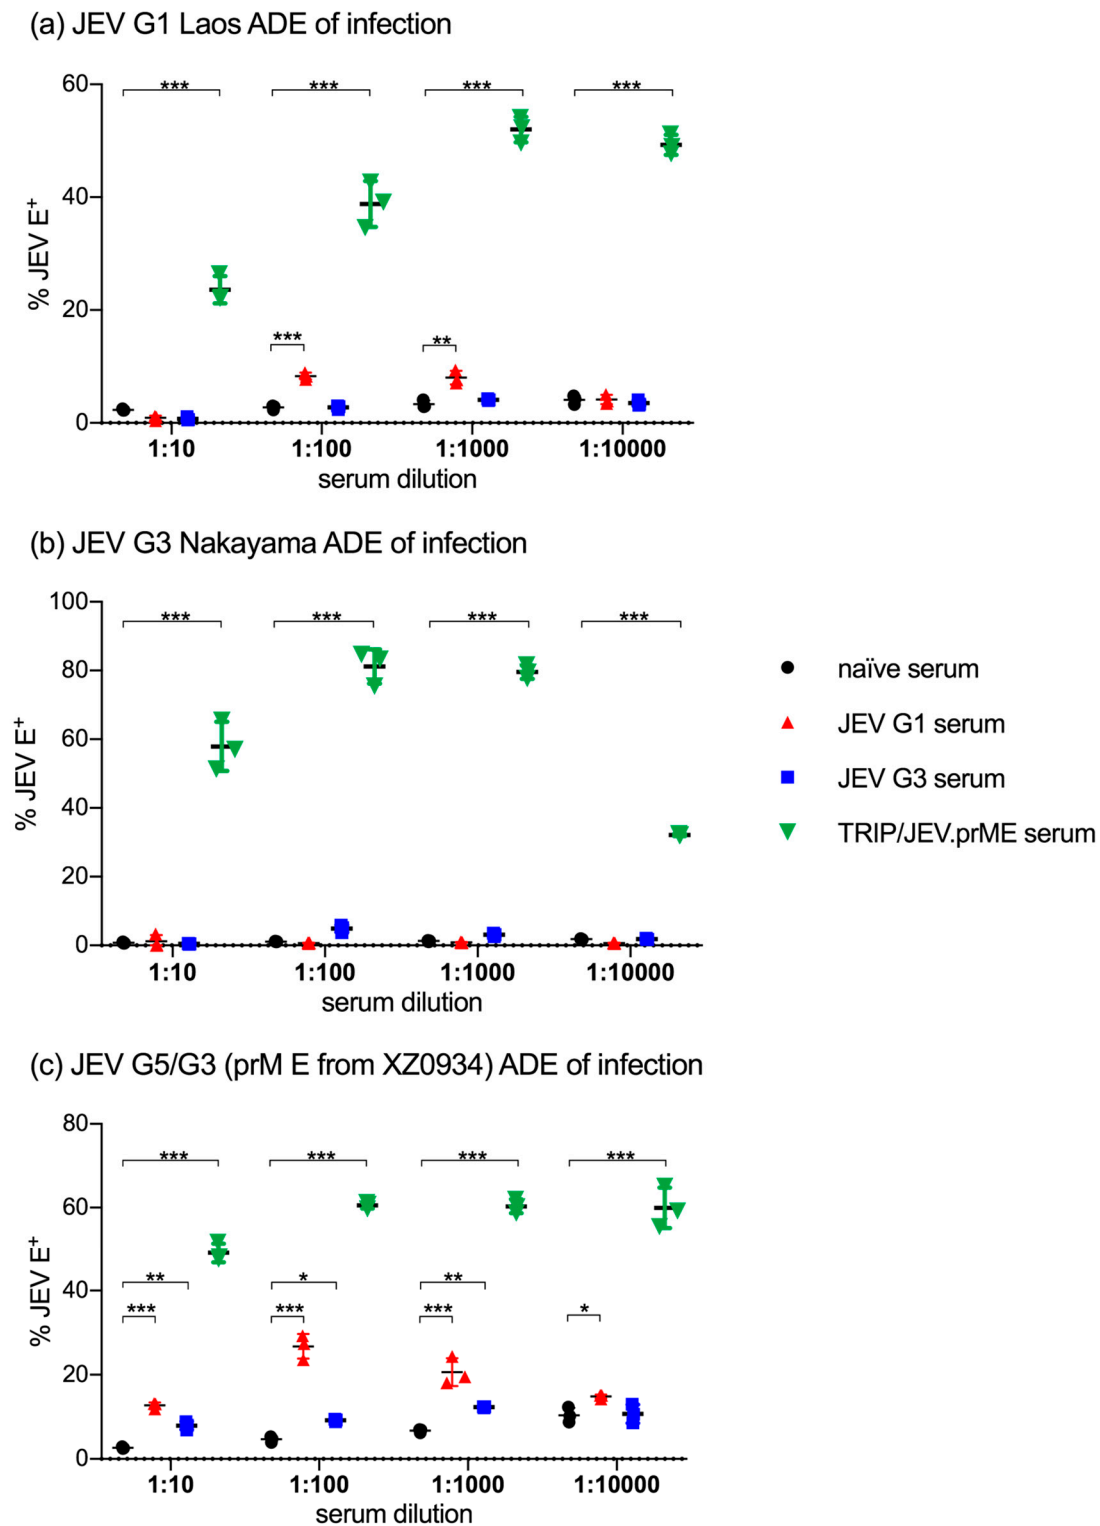 (a) JEV G1 Laos ADE of infection
60
40
20
0
% JEV E⁺
*** *** *** ***
*** **
1:10 1:100 1:1000 1:10000
serum dilution
(b) JEV G3 Nakayama ADE of infection
100
80
60
40
20
0
% JEV E⁺
*** *** *** ***
1:10 1:100 1:1000 1:10000
serum dilution
naïve serum
JEV G1 serum
JEV G3 serum
TRIP/JEV.prME serum
(c) JEV G5/G3 (prM E from XZ0934) ADE of infection
80
60
40
20
0
% JEV E⁺
*** *** *** ***
** * **
*** *** *** *
1:10 1:100 1:1000 1:10000
serum dilution